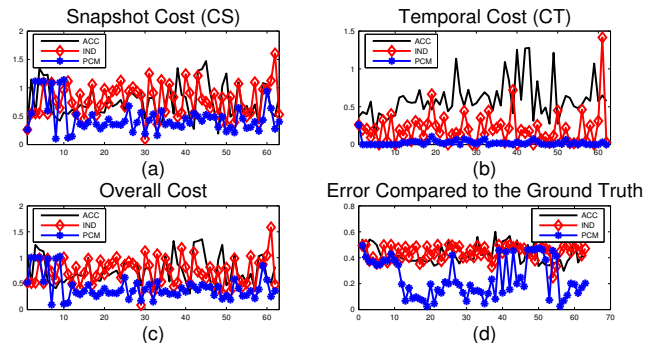 Snapshot Cost (CS)
Temporal Cost (CT)
2
1.5
1
0.5
0
ACC
IND
PCM
10 20 30 40 50 60
(a)
1.5
1
0.5
0
ACC
IND
PCM
10 20 30 40 50 60
(b)
Overall Cost
Error Compared to the Ground Truth
2
1.5
1
0.5
0
ACC
IND
PCM
10 20 30 40 50 60
(c)
0.8
0.6
0.4
0.2
0
ACC
IND
PCM
0 10 20 30 40 50 60 70
(d)